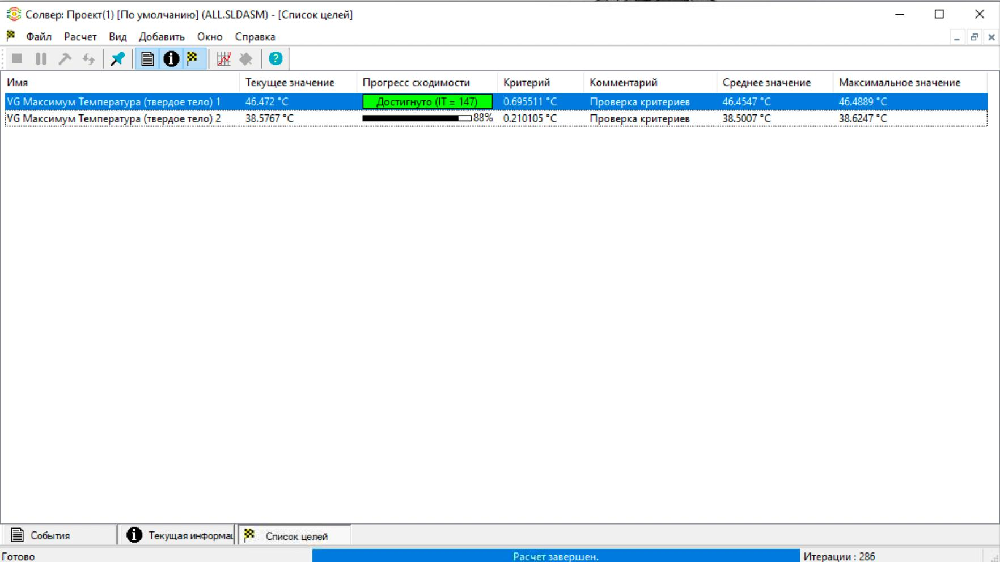 Солвер: Проект(1) [По умолчанию] (ALL.SLDASM) - [Список целей]
Файл Расчет Вид Добавить Окно Справка
Имя Текущее значение Прогресс сходимости Критерий Комментарий Среднее значение Максимальное значение
VG Максимум Температура (твердое тело) 1 46.472 °C Достигнуто (IT = 147) 0.695511 °C Проверка критериев 46.4547 °C 46.4889 °C
VG Максимум Температура (твердое тело) 2 38.5767 °C 88% 0.210105 °C Проверка критериев 38.5007 °C 38.6247 °C
События Текущая информац Список целей
Готово Расчет завершен. Итерации : 286